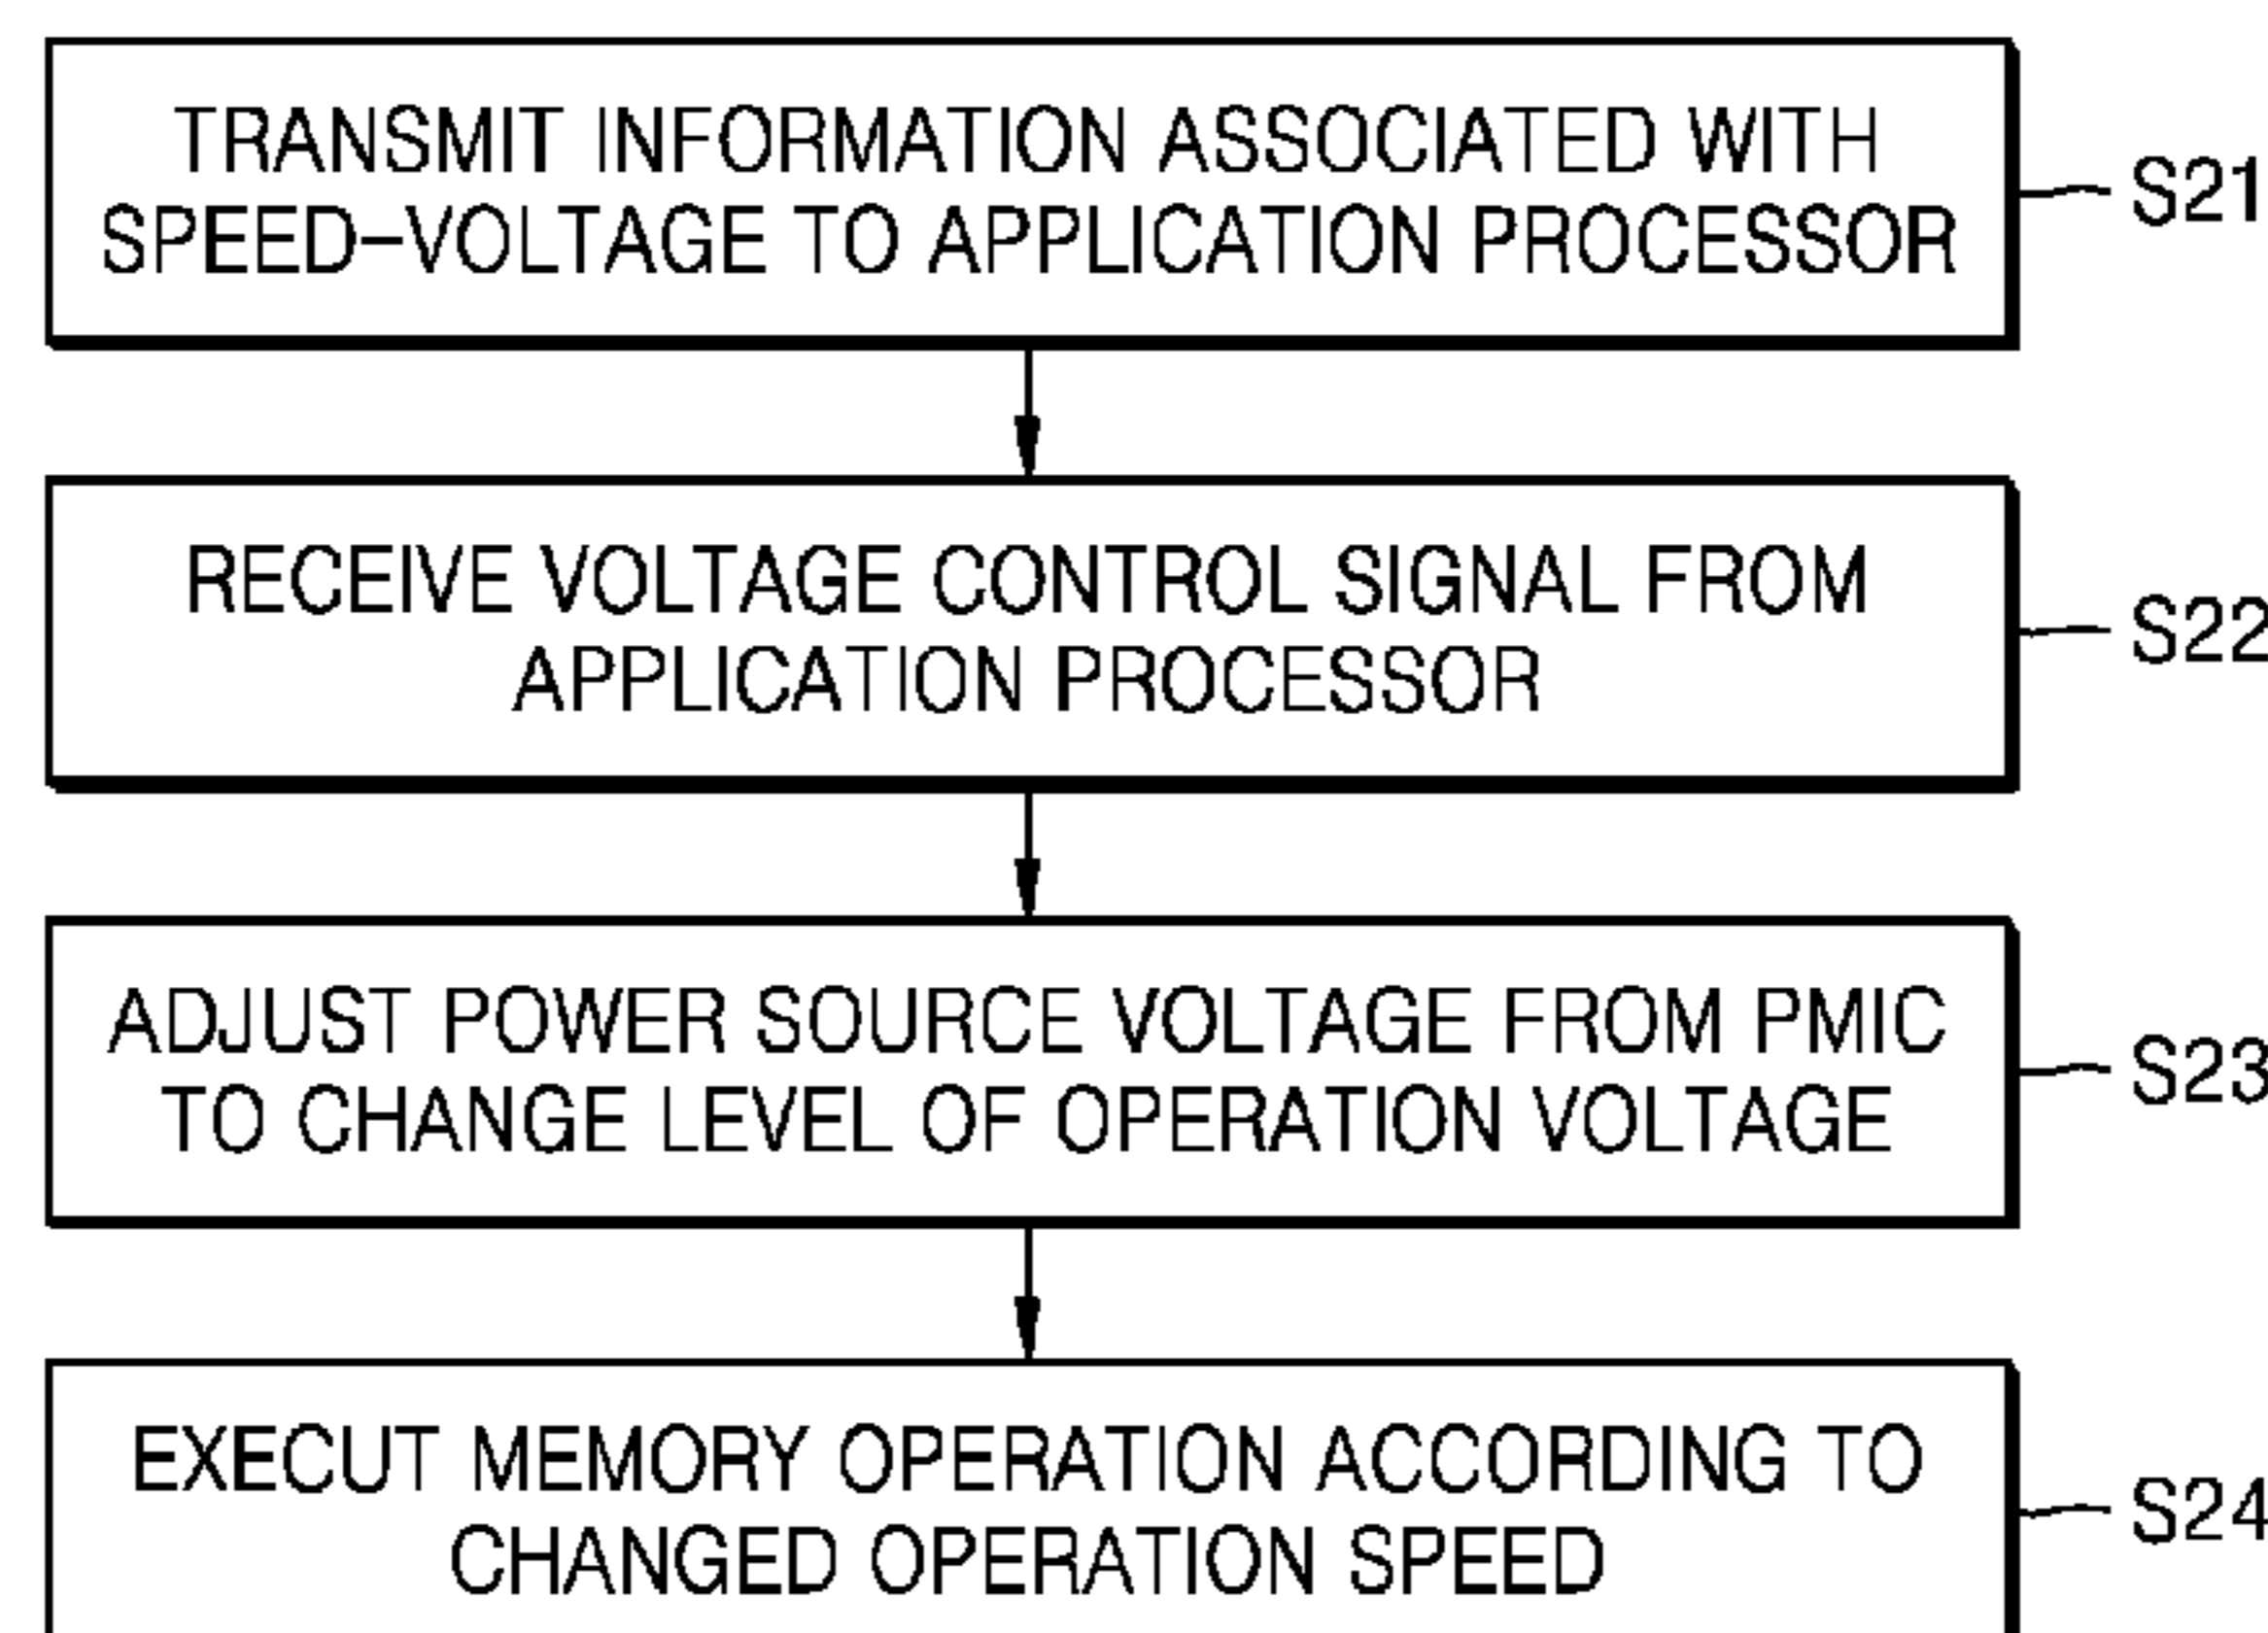 TRANSMIT INFORMATION ASSOCIATED WITH
SPEED-VOLTAGE TO APPLICATION PROCESSOR
S21
RECEIVE VOLTAGE CONTROL SIGNAL FROM
APPLICATION PROCESSOR
S22
ADJUST POWER SOURCE VOLTAGE FROM PMIC
TO CHANGE LEVEL OF OPERATION VOLTAGE
S23
EXECUT MEMORY OPERATION ACCORDING TO
CHANGED OPERATION SPEED
S24